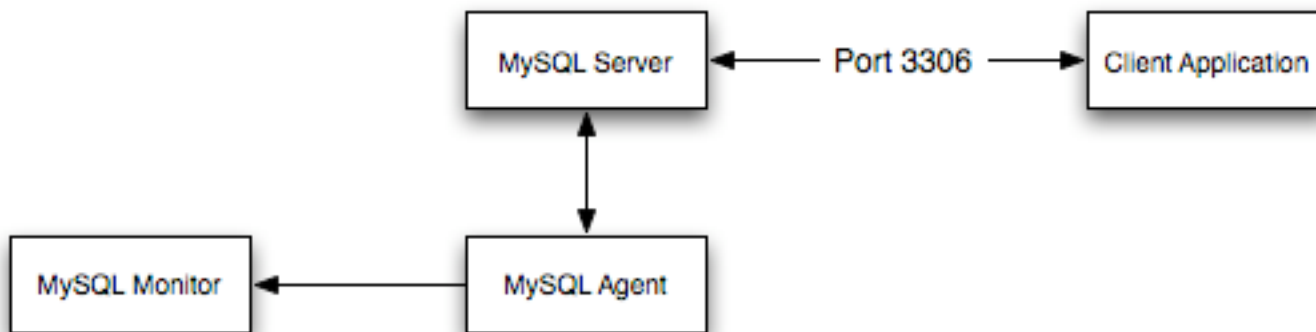 MySQL Server
Port 3306
Client Application
MySQL Monitor
MySQL Agent